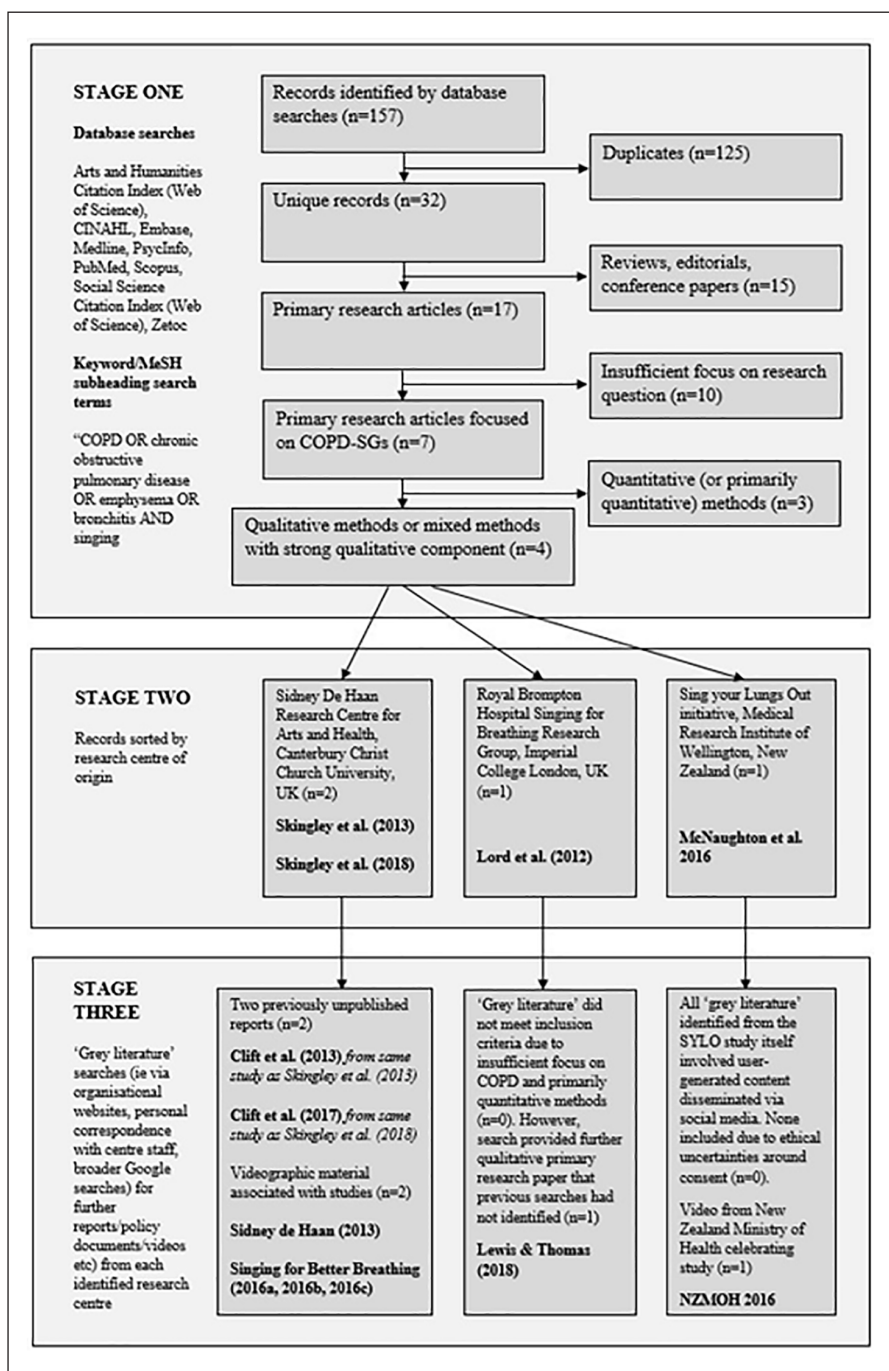 STAGE ONE
Database searches
Arts and Humanities
Citation Index (Web
of Science),
CINAHL, Embase,
Medline, PsycInfo,
PubMed, Scopus,
Social Science
Citation Index (Web
of Science), Zetoc
Keyword/MeSH
subheading search
terms
“COPD OR chronic
obstructive
pulmonary disease
OR emphysema OR
bronchitis AND
singing
Records identified by database
searches (n=157)
Duplicates (n=125)
Unique records (n=32)
Reviews, editorials,
conference papers (n=15)
Primary research articles (n=17)
Insufficient focus on research
question (n=10)
Primary research articles focused
on COPD-SGs (n=7)
Quantitative (or primarily
quantitative) methods (n=3)
Qualitative methods or mixed methods
with strong qualitative component (n=4)
STAGE TWO
Records sorted by
research centre of
origin
Sidney De Haan
Research Centre for
Arts and Health,
Canterbury Christ
Church University,
UK (n=2)
Skingley et al. (2013)
Skingley et al. (2018)
Royal Brompton
Hospital Singing for
Breathing Research
Group, Imperial
College London, UK
(n=1)
Lord et al. (2012)
Sing your Lungs Out
initiative, Medical
Research Institute of
Wellington, New
Zealand (n=1)
McNaughton et al.
2016
STAGE
THREE
‘Grey literature’
searches (ie via
organisational
websites, personal
correspondence
with centre staff,
broader Google
searches) for
further
reports/policy
documents/videos
etc) from each
identified research
centre
Two previously unpublished
reports (n=2)
Clift et al. (2013) from same
study as Skingley et al. (2013)
Clift et al. (2017) from same
study as Skingley et al. (2018)
Videographic material
associated with studies (n=2)
Sidney de Haan (2013)
Singing for Better Breathing
(2016a, 2016b, 2016c)
‘Grey literature’ did
not meet inclusion
criteria due to
insufficient focus on
COPD and primarily
quantitative methods
(n=0). However,
search provided further
qualitative primary
research paper that
previous searches had
not identified (n=1)
Lewis & Thomas
(2018)
All ‘grey literature’
identified from the
SYLO study itself
involved user-
generated content
disseminated via
social media. None
included due to ethical
uncertainties around
consent (n=0).
Video from New
Zealand Ministry of
Health celebrating
study (n=1)
NZMOH 2016